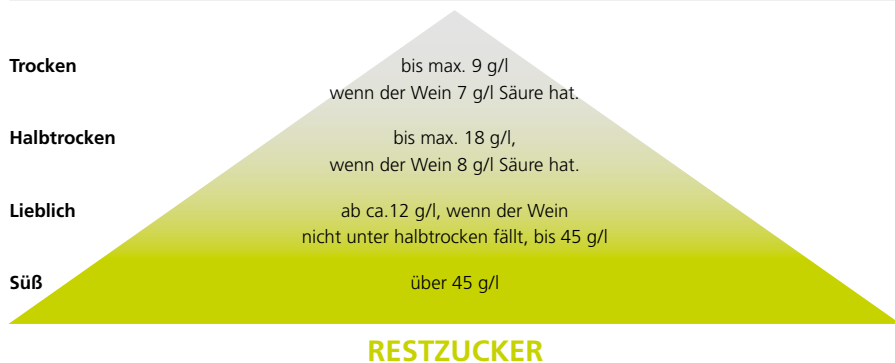 Trocken
bis max. 9 g/l
wenn der Wein 7 g/l Säure hat.
Halbtrocken
bis max. 18 g/l,
wenn der Wein 8 g/l Säure hat.
Lieblich
ab ca.12 g/l, wenn der Wein
nicht unter halbtrocken fällt, bis 45 g/l
Süß
über 45 g/l
RESTZUCKER